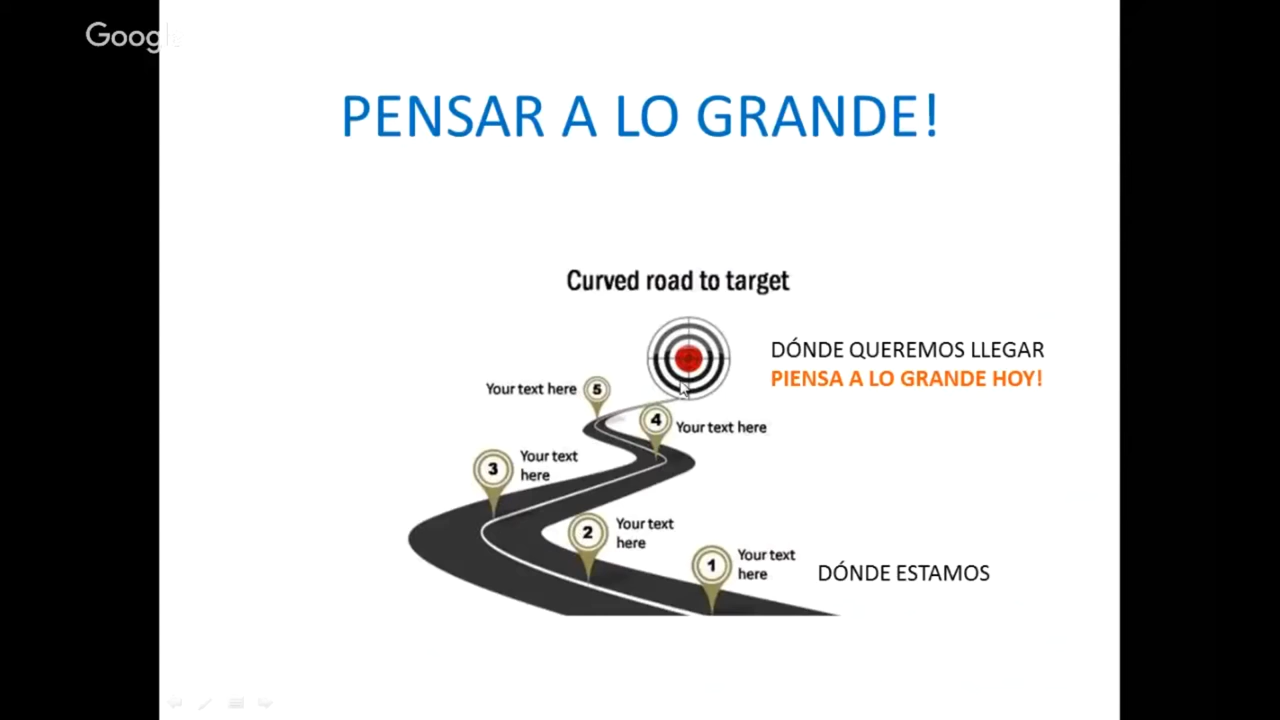 Google
PENSAR A LO GRANDE!
Curved road to target
DÓNDE QUEREMOS LLEGAR
PIENSA A LO GRANDE HOY!
Your text here
5
4
Your text here
3
Your text
here
2
Your text
here
1
Your text
here
DÓNDE ESTAMOS